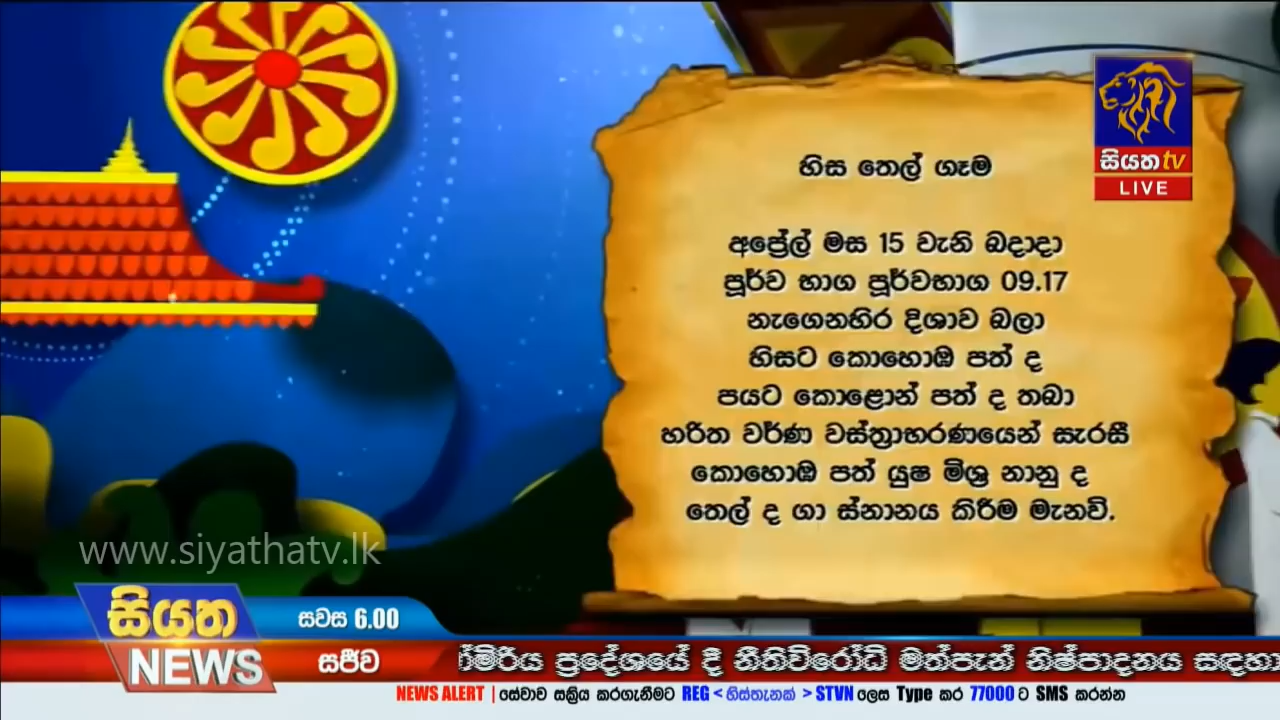 සියත tv
LIVE
හිස තෙල් ගෑම
අප්‍රේල් මස 15 වැනි බදාදා
පූර්ව භාග පූර්වභාග 09.17
නැගෙනහිර දිශාව බලා
හිසට කොහොඹ පත් ද
පයට කොළොන් පත් ද තබා
හරිත වර්ණ වස්ත්‍රාභරණයෙන් සැරසී
කොහොඹ පත් යුෂ මිශ්‍ර නානු ද
තෙල් ද ගා ස්නානය කිරීම මැනවි.
www.siyathatv.lk
සියත
NEWS
සවස 6.00
සජීව
ප්‍රදේශයේ දී නීතිවිරෝධී මත්පැන් නිෂ්පාදනය සඳහා
NEWS ALERT | සේවාව සක්‍රිය කරගැනීමට REG < හිස්තැනක් > STVN ලෙස Type කර 77000 ට SMS කරන්න